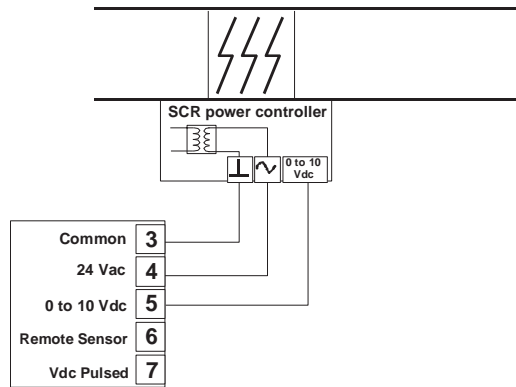 SCR power controller
0 to 10
Vdc
Common 3
24 Vac 4
0 to 10 Vdc 5
Remote Sensor 6
Vdc Pulsed 7